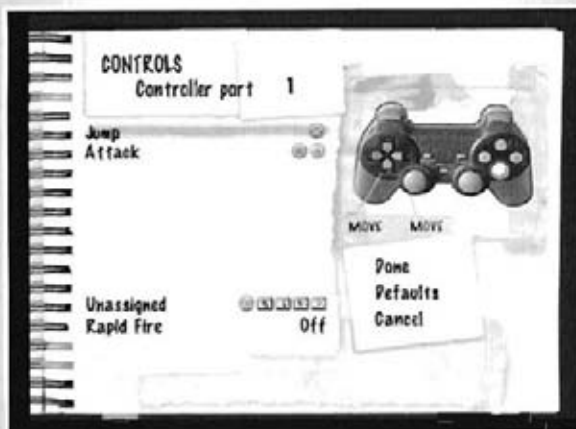 CONTROLS
Controller port 1
Jump
Attack
Unassigned
Rapid Fire Off
MOVE MOVE
Done
Defaults
Cancel